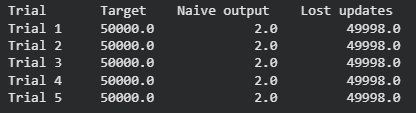 Trial Target Naive output Lost updates
Trial 1 50000.0 2.0 49998.0
Trial 2 50000.0 2.0 49998.0
Trial 3 50000.0 2.0 49998.0
Trial 4 50000.0 2.0 49998.0
Trial 5 50000.0 2.0 49998.0